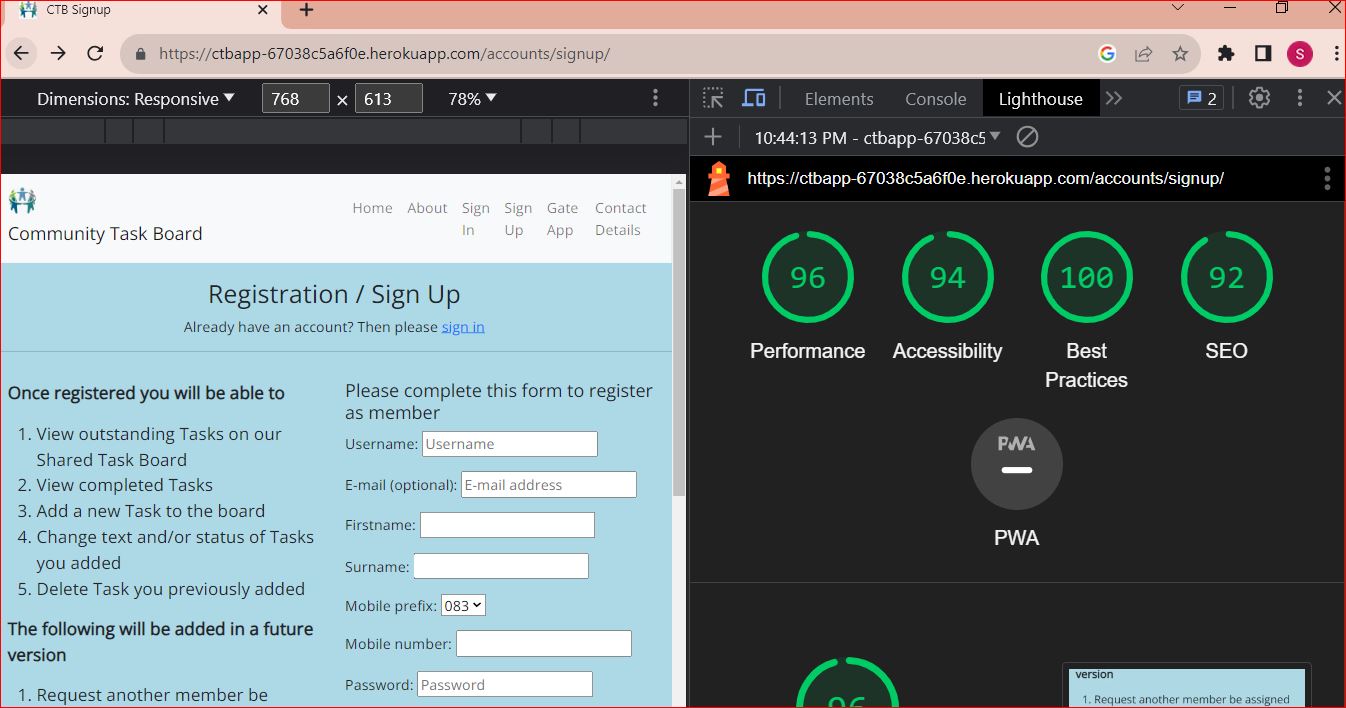 CTB Signup
https://ctbapp-67038c5a6f0e.herokuapp.com/accounts/signup/
S
Dimensions: Responsive 768 × 613 78%
Elements Console Lighthouse 2
10:44:13 PM - ctbapp-67038c5
https://ctbapp-67038c5a6f0e.herokuapp.com/accounts/signup/
Community Task Board
Home About Sign In Sign Up Gate App Contact Details
Registration / Sign Up
Already have an account? Then please sign in
Once registered you will be able to
1. View outstanding Tasks on our
Shared Task Board
2. View completed Tasks
3. Add a new Task to the board
4. Change text and/or status of Tasks
you added
5. Delete Task you previously added
The following will be added in a future
version
1. Request another member be
Please complete this form to register
as member
Username: Username
E-mail (optional): E-mail address
Firstname:
Surname:
Mobile prefix: 083
Mobile number:
Password: Password
96 94 100 92
Performance Accessibility Best Practices SEO
PWA
PWA
96
version
1. Request another member be assigned